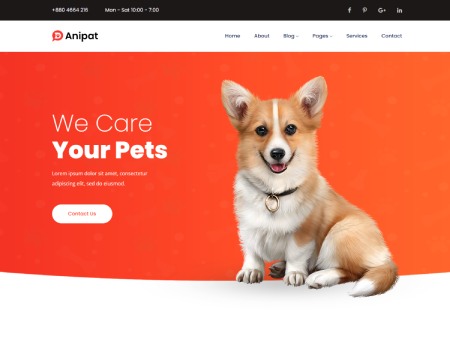 +880 4664 216 Mon - Sat 10:00 - 7:00
Anipat Home About Blog Pages Services Contact
We Care
Your Pets
Lorem ipsum dolor sit amet, consectetur
adipiscing elit, sed do eiusmod.
Contact Us